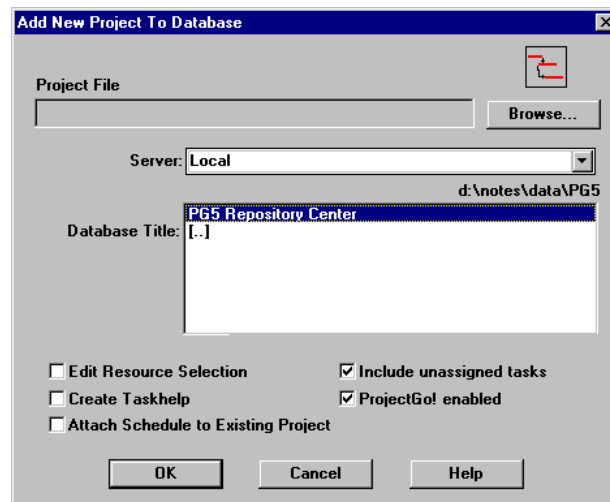 Add New Project To Database
Project File
Browse...
Server: Local
d:\notes\data\PG5
PG5 Repository Center
Database Title: [..]
Edit Resource Selection
Include unassigned tasks
Create Taskhelp
ProjectGo! enabled
Attach Schedule to Existing Project
OK Cancel Help